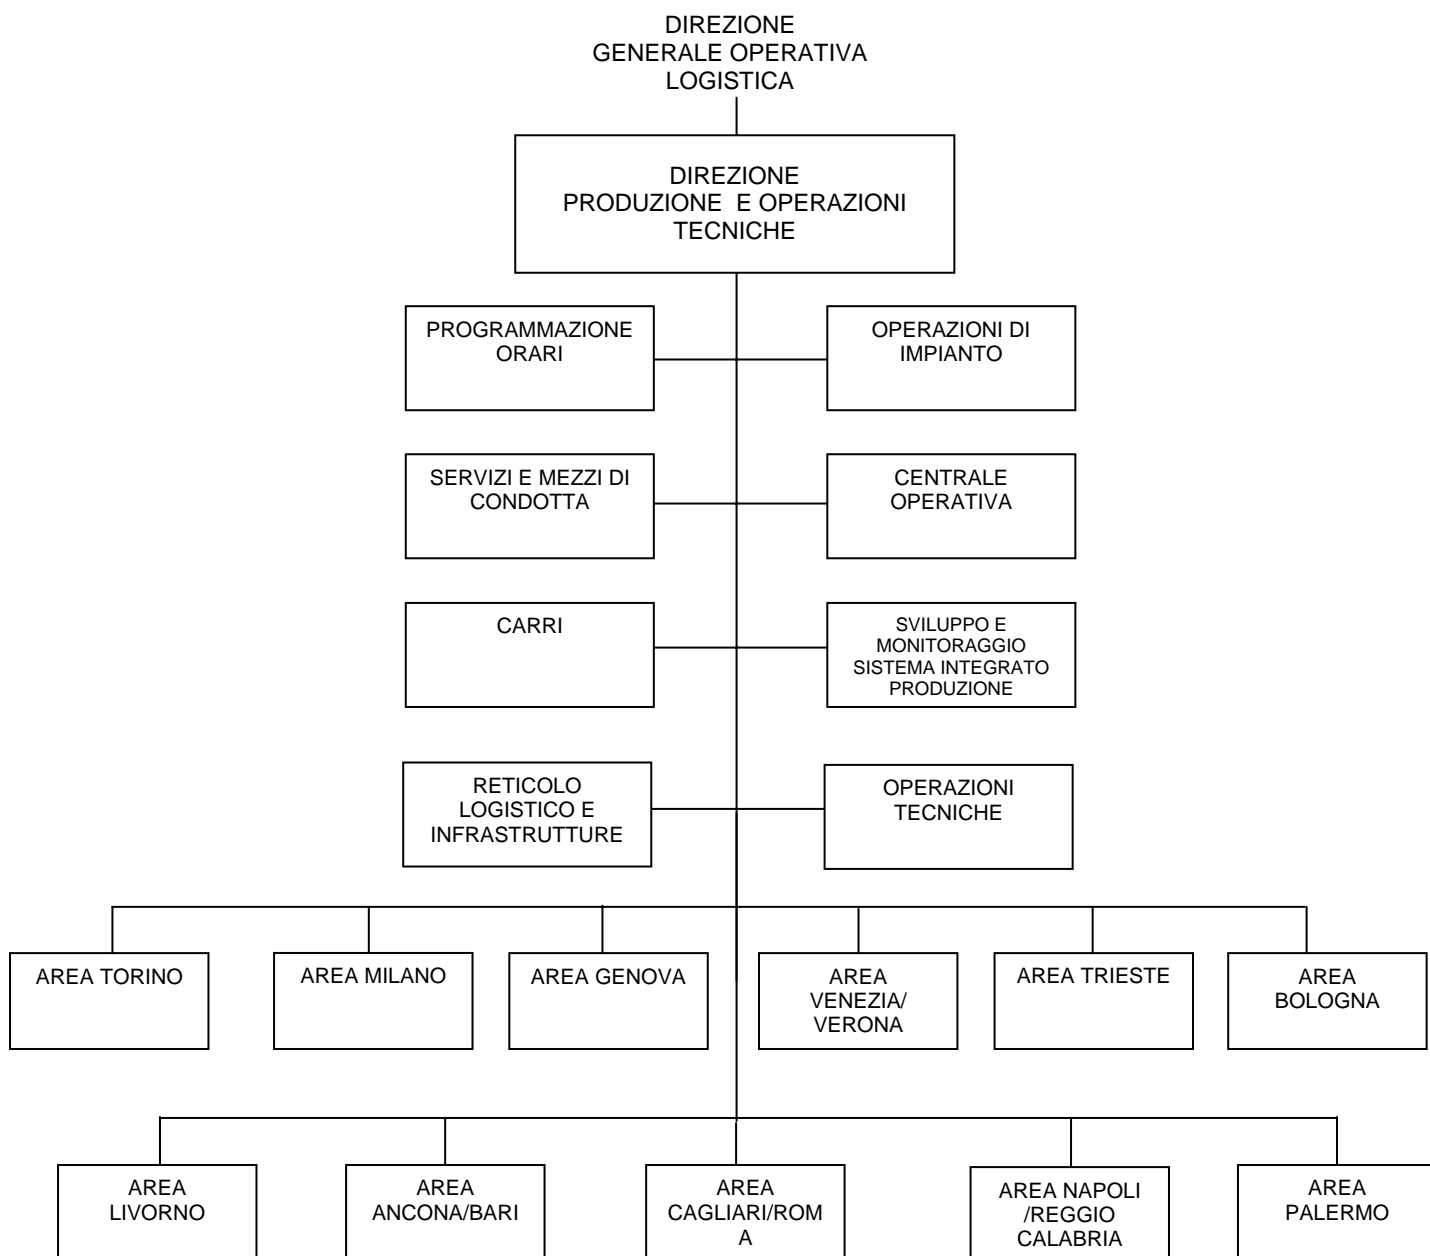 DIREZIONE
GENERALE OPERATIVA
LOGISTICA
DIREZIONE
PRODUZIONE E OPERAZIONI
TECNICHE
PROGRAMMAZIONE
ORARI
OPERAZIONI DI
IMPIANTO
SERVIZI E MEZZI DI
CONDOTTA
CENTRALE
OPERATIVA
CARRI
SVILUPPO E
MONITORAGGIO
SISTEMA INTEGRATO
PRODUZIONE
RETICOLO
LOGISTICO E
INFRASTRUTTURE
OPERAZIONI
TECNICHE
AREA TORINO
AREA MILANO
AREA GENOVA
AREA
VENEZIA/
VERONA
AREA TRIESTE
AREA
BOLOGNA
AREA
LIVORNO
AREA
ANCONA/BARI
AREA
CAGLIARI/ROM
A
AREA NAPOLI
/REGGIO
CALABRIA
AREA
PALERMO